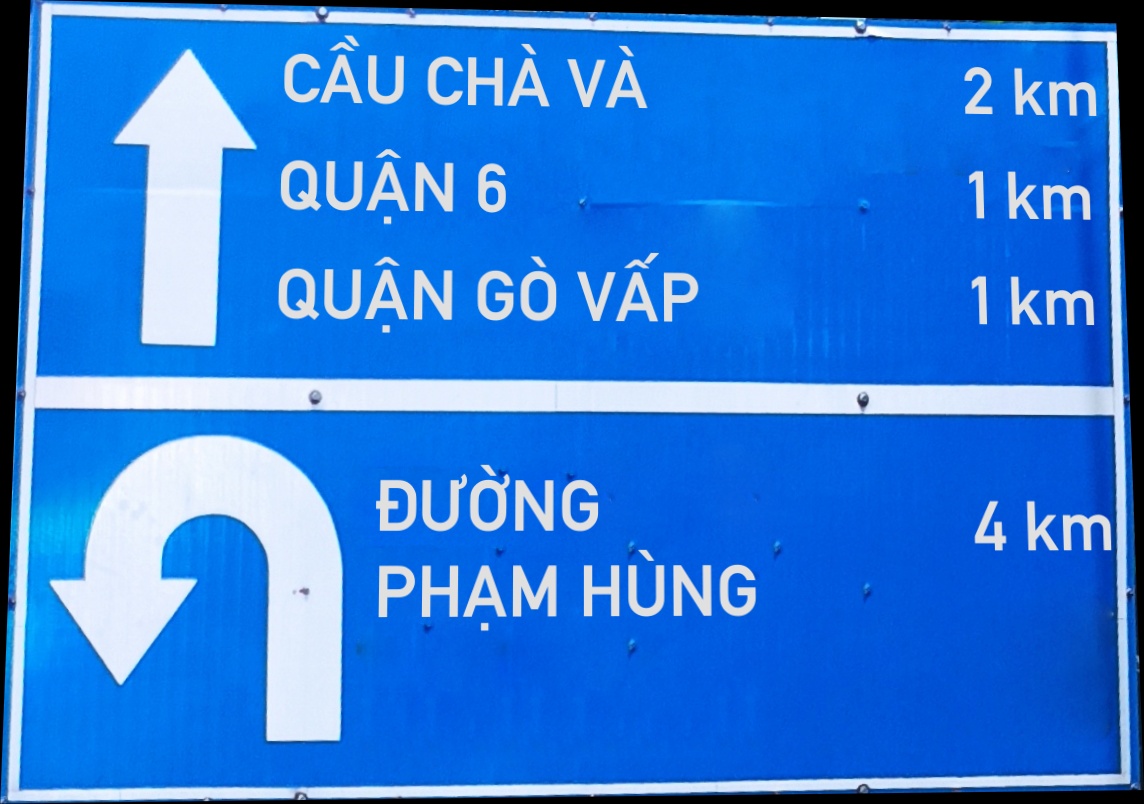 CẦU CHÀ VÀ 2 km
QUẬN 6 1 km
QUẬN GÒ VẤP 1 km
ĐƯỜNG 4 km
PHẠM HÙNG